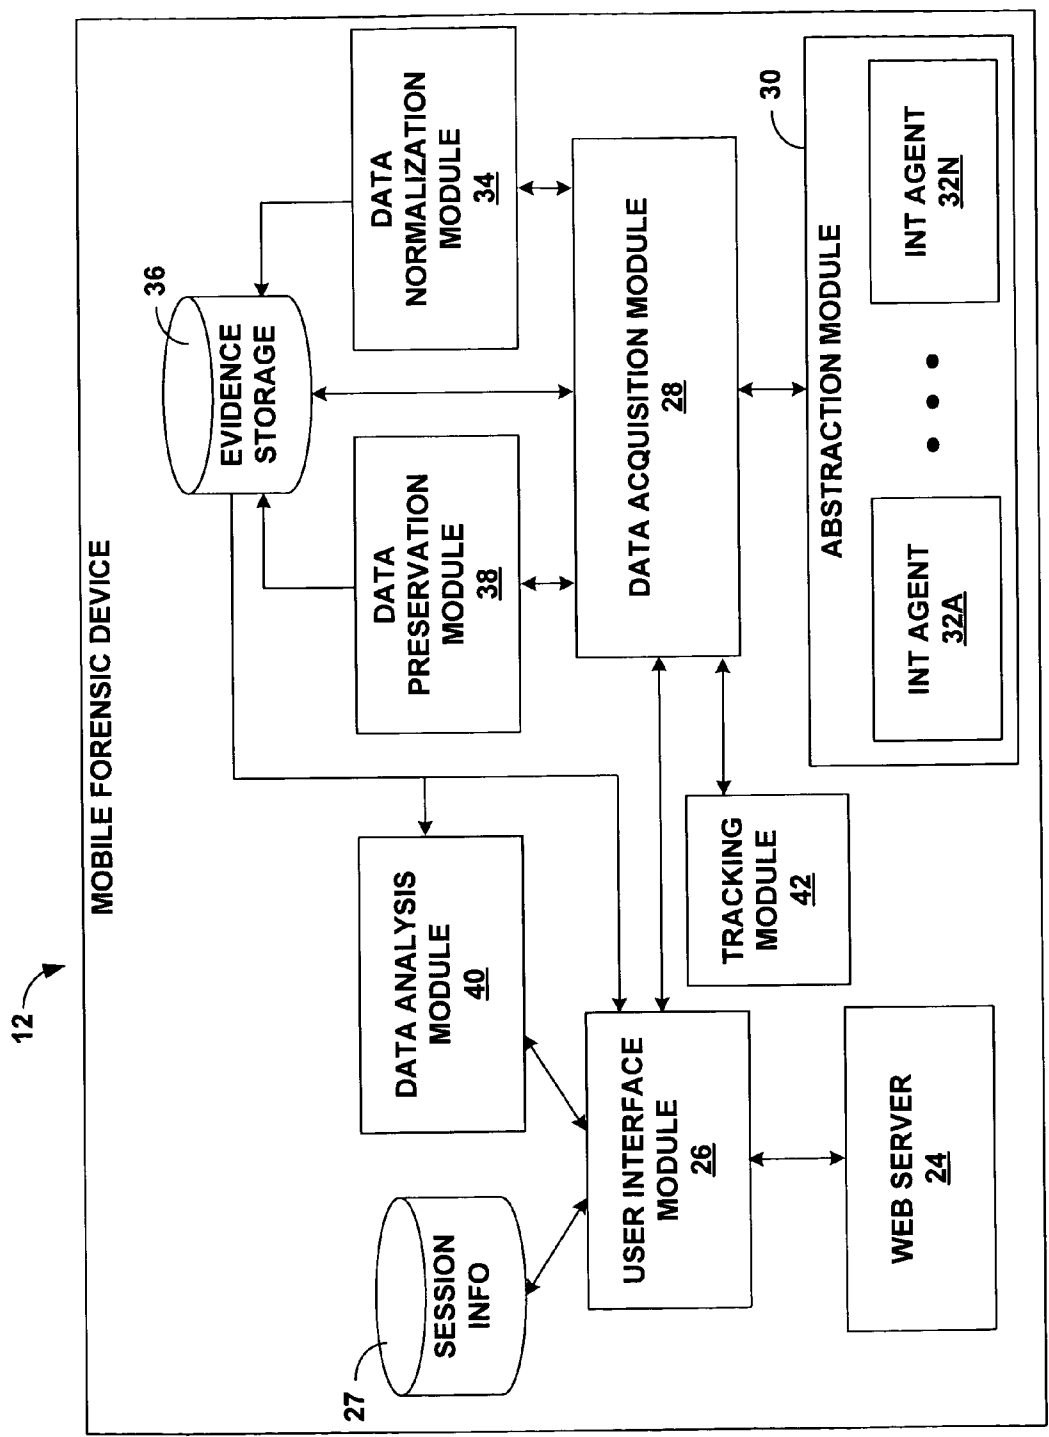 12
MOBILE FORENSIC DEVICE
SESSION
INFO
27
DATA ANALYSIS
MODULE
40
DATA
PRESERVATION
MODULE
38
EVIDENCE
STORAGE
36
DATA
NORMALIZATION
MODULE
34
USER INTERFACE
MODULE
26
TRACKING
MODULE
42
DATA ACQUISITION MODULE
28
WEB SERVER
24
ABSTRACTION MODULE
30
INT AGENT
32A
INT AGENT
32N